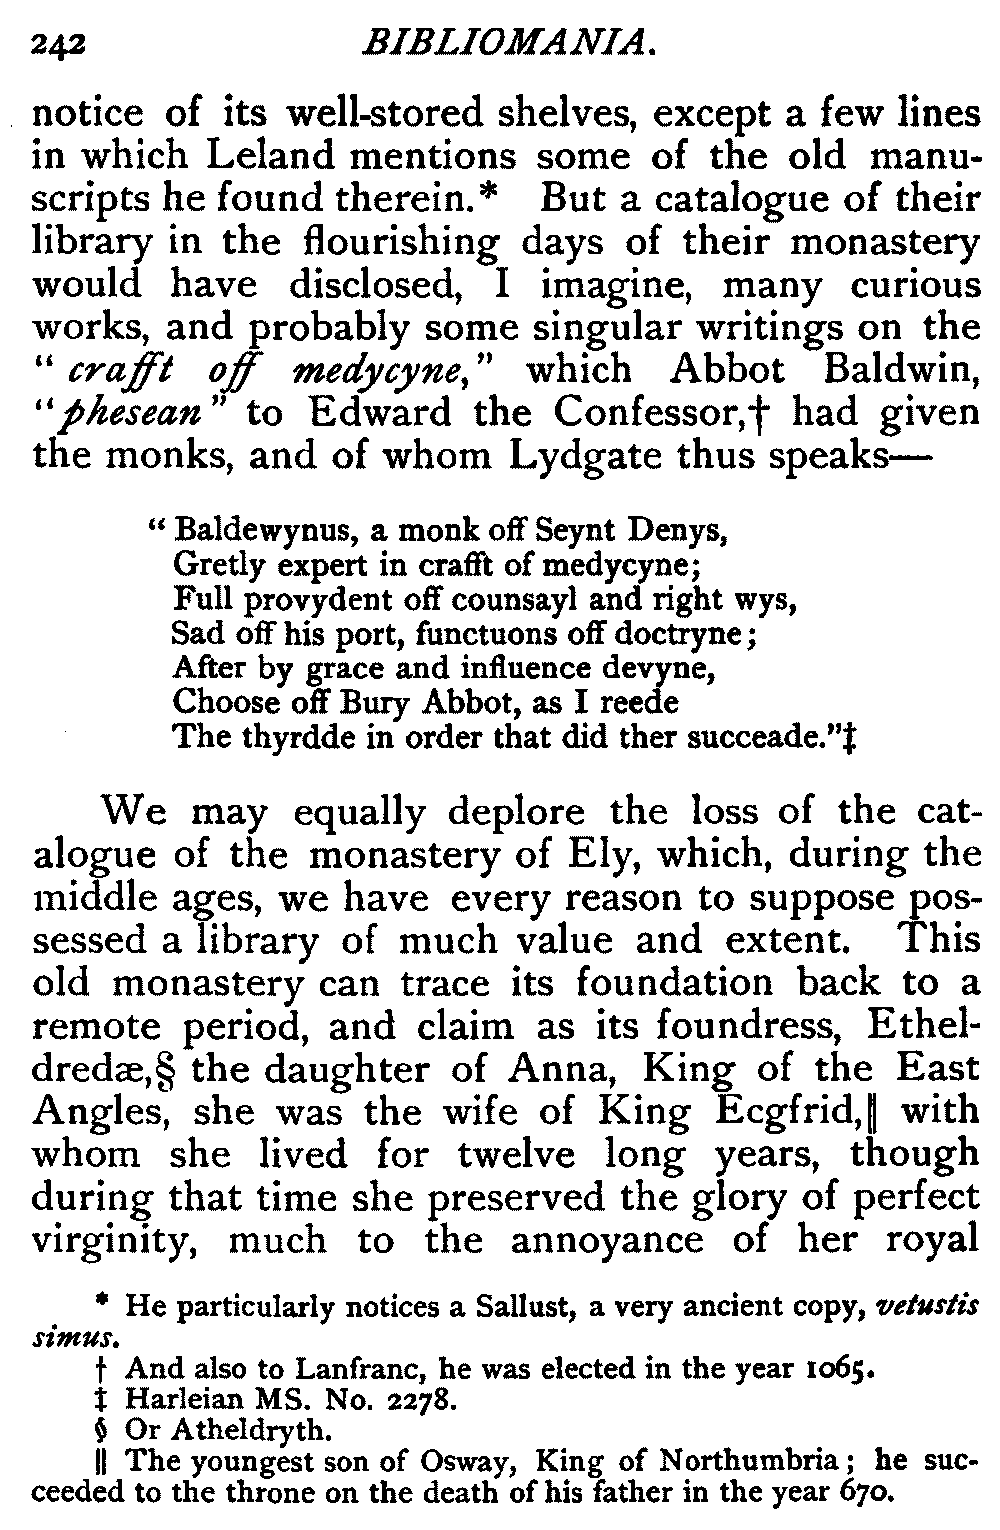 242 BIBLIOMANIA.
notice of its well-stored shelves, except a few lines
in which Leland mentions some of the old manu-
scripts he found therein.* But a catalogue of their
library in the flourishing days of their monastery
would have disclosed, I imagine, many curious
works, and probably some singular writings on the
“ crafft off medycyne,” which Abbot Baldwin,
“phesean” to Edward the Confessor,† had given
the monks, and of whom Lydgate thus speaks—
“ Baldewynus, a monk off Seynt Denys,
Gretly expert in crafft of medycyne;
Full provydent off counsayl and right wys,
Sad off his port, functuons off doctryne;
After by grace and influence devyne,
Choose off Bury Abbot, as I reede
The thyrdde in order that did ther succeade.”‡
We may equally deplore the loss of the cat-
alogue of the monastery of Ely, which, during the
middle ages, we have every reason to suppose pos-
sessed a library of much value and extent. This
old monastery can trace its foundation back to a
remote period, and claim as its foundress, Ethel-
dredæ,§ the daughter of Anna, King of the East
Angles, she was the wife of King Ecgfrid,‖ with
whom she lived for twelve long years, though
during that time she preserved the glory of perfect
virginity, much to the annoyance of her royal
* He particularly notices a Sallust, a very ancient copy, vetustis
simus.
† And also to Lanfranc, he was elected in the year 1065.
‡ Harleian MS. No. 2278.
§ Or Atheldryth.
‖ The youngest son of Osway, King of Northumbria; he suc-
ceeded to the throne on the death of his father in the year 670.